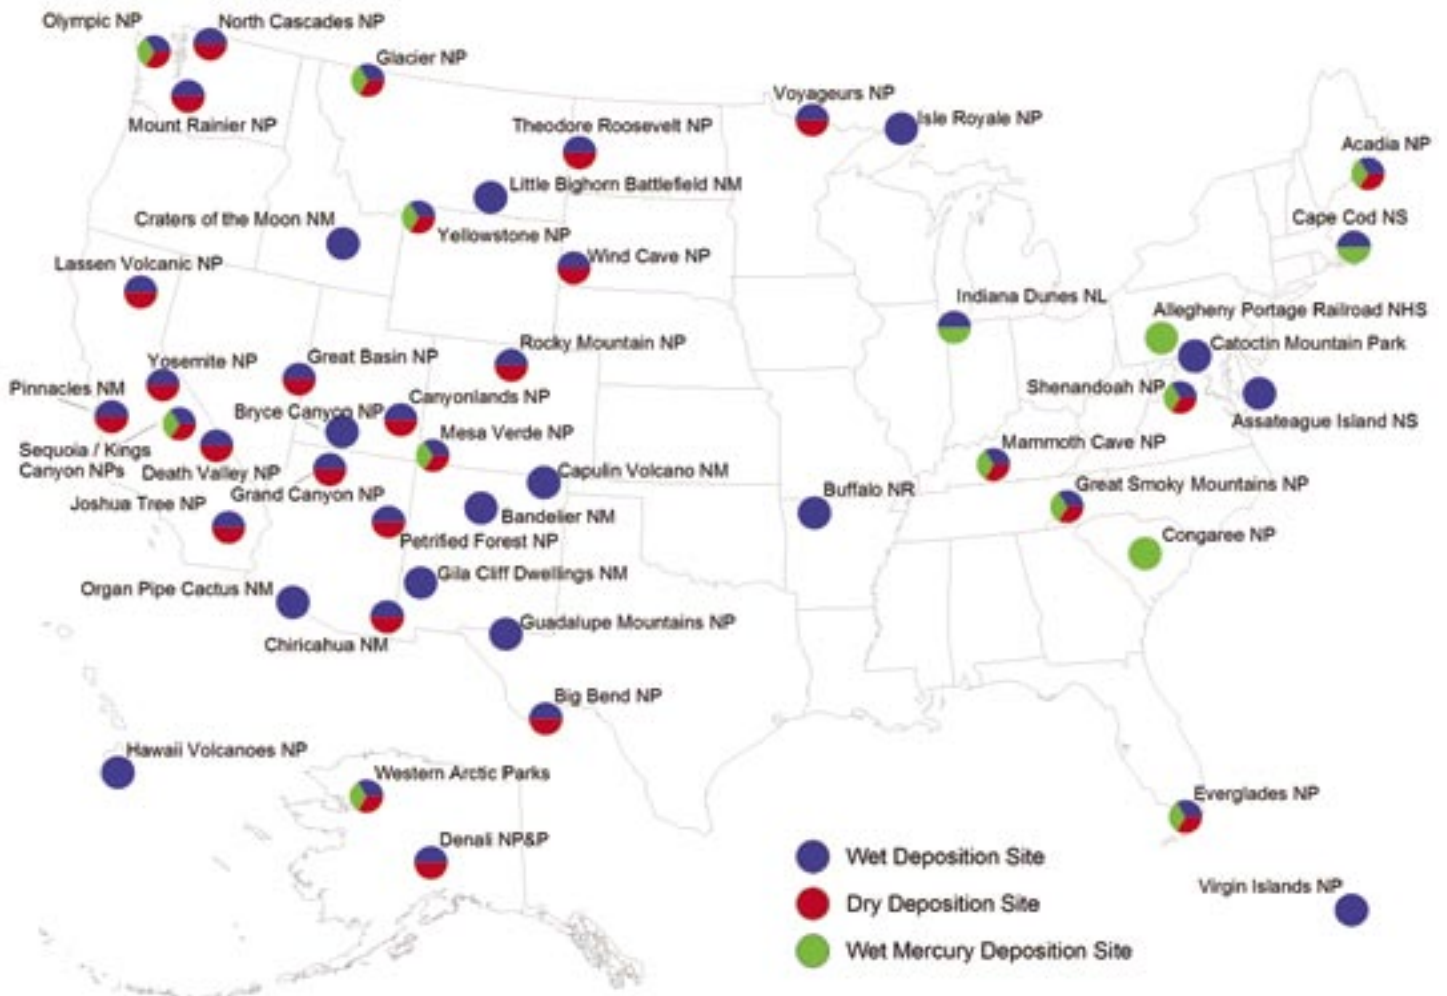 Olympic NP
North Cascades NP
Glacier NP
Mount Rainier NP
Voyageurs NP
Isle Royale NP
Theodore Roosevelt NP
Acadia NP
Little Bighorn Battlefield NM
Craters of the Moon NM
Cape Cod NS
Yellowstone NP
Lassen Volcanic NP
Wind Cave NP
Indiana Dunes NL
Allegheny Portage Railroad NHS
Catoctin Mountain Park
Rocky Mountain NP
Yosemite NP
Great Basin NP
Pinnacles NM
Canyonlands NP
Shenandoah NP
Bryce Canyon NP
Assateague Island NS
Mesa Verde NP
Mammoth Cave NP
Sequoia / Kings
Canyon NPs
Death Valley NP
Capulin Volcano NM
Grand Canyon NP
Great Smoky Mountains NP
Buffalo NR
Joshua Tree NP
Bandelier NM
Petrified Forest NP
Congaree NP
Gila Cliff Dwellings NM
Organ Pipe Cactus NM
Guadalupe Mountains NP
Chiricahua NM
Big Bend NP
Hawaii Volcanoes NP
Western Arctic Parks
Everglades NP
Denali NP&P
Wet Deposition Site
Virgin Islands NP
Dry Deposition Site
Wet Mercury Deposition Site